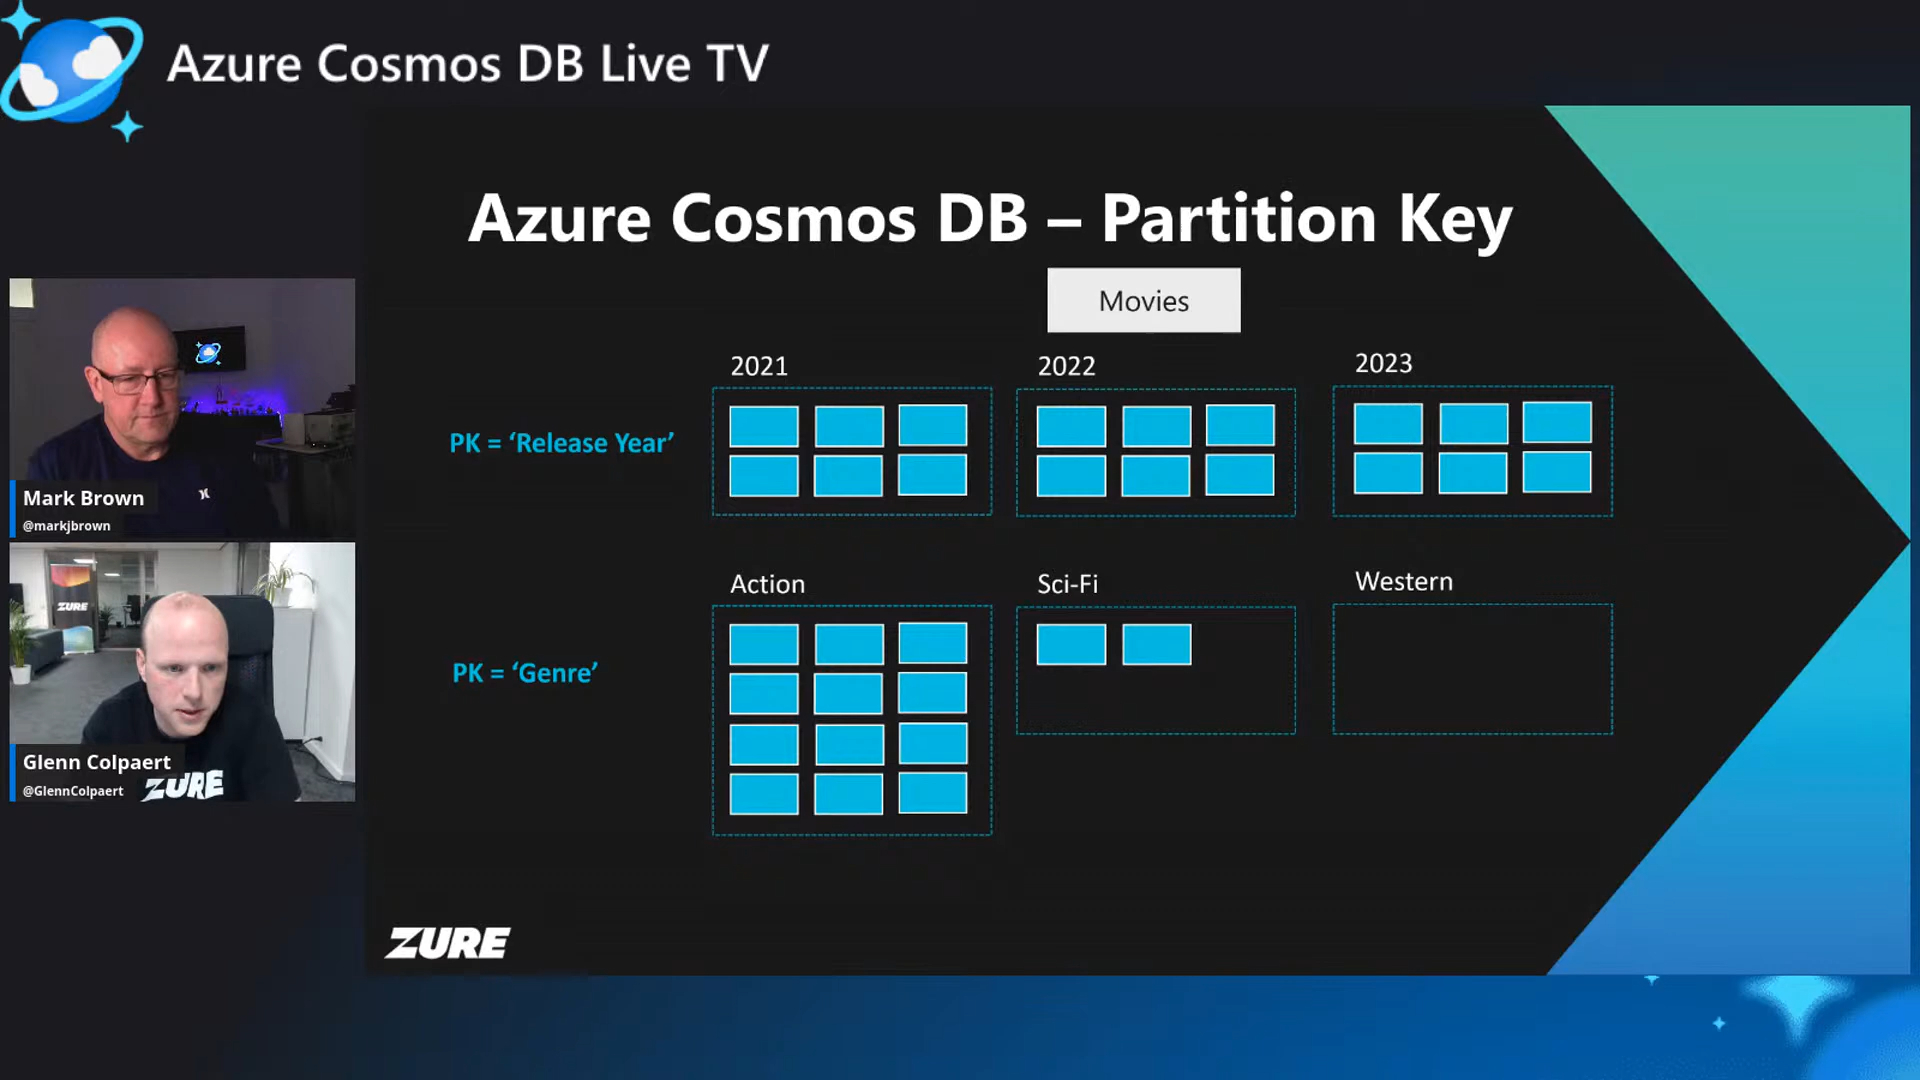 Azure Cosmos DB Live TV
Azure Cosmos DB – Partition Key
Movies
2021
2022
2023
PK = ‘Release Year’
Action
Sci-Fi
Western
PK = ‘Genre’
Mark Brown
@markjbrown
ZURE
Glenn Colpaert
@GlennColpaert
ZURE
ZURE